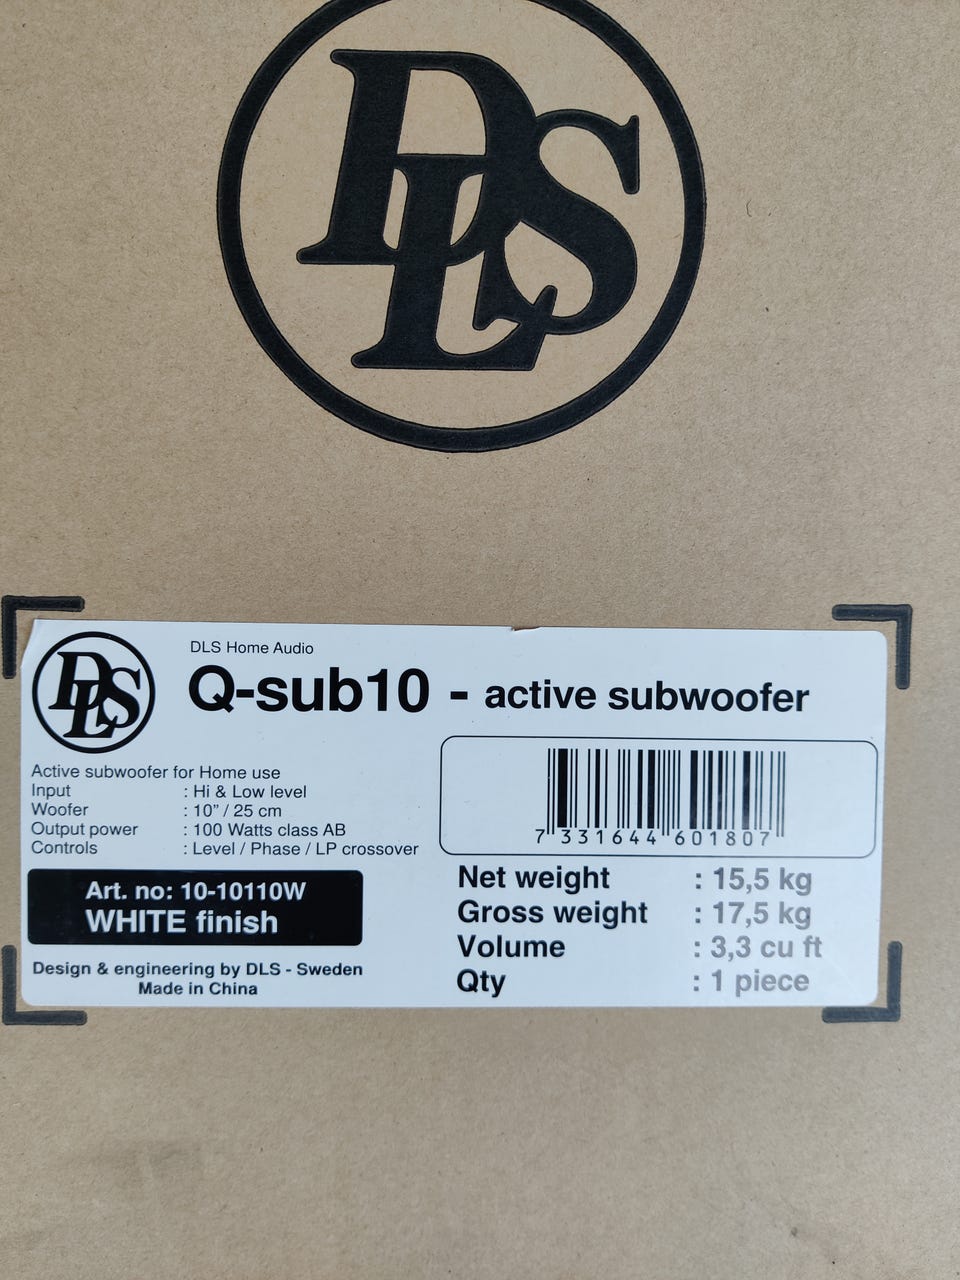 DLS
DLS
DLS Home Audio
Q-sub10 - active subwoofer
Active subwoofer for Home use
Input : Hi & Low level
Woofer : 10” / 25 cm
Output power : 100 Watts class AB
Controls : Level / Phase / LP crossover
Art. no: 10-10110W
WHITE finish
Design & engineering by DLS - Sweden
Made in China
7 331644 601807
Net weight : 15,5 kg
Gross weight : 17,5 kg
Volume : 3,3 cu ft
Qty : 1 piece